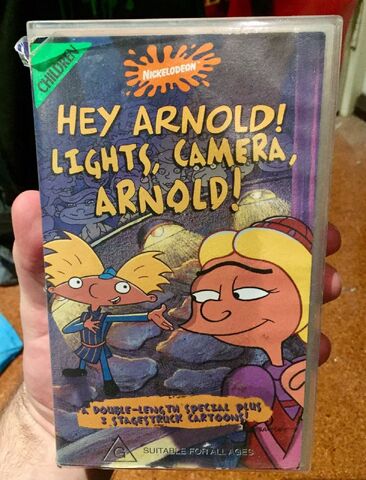 CHILDREN
NICKELODEON
HEY ARNOLD!
LIGHTS, CAMERA,
ARNOLD!
A DOUBLE-LENGTH SPECIAL PLUS
3 STAGESTRUCK CARTOONS!
G SUITABLE FOR ALL AGES